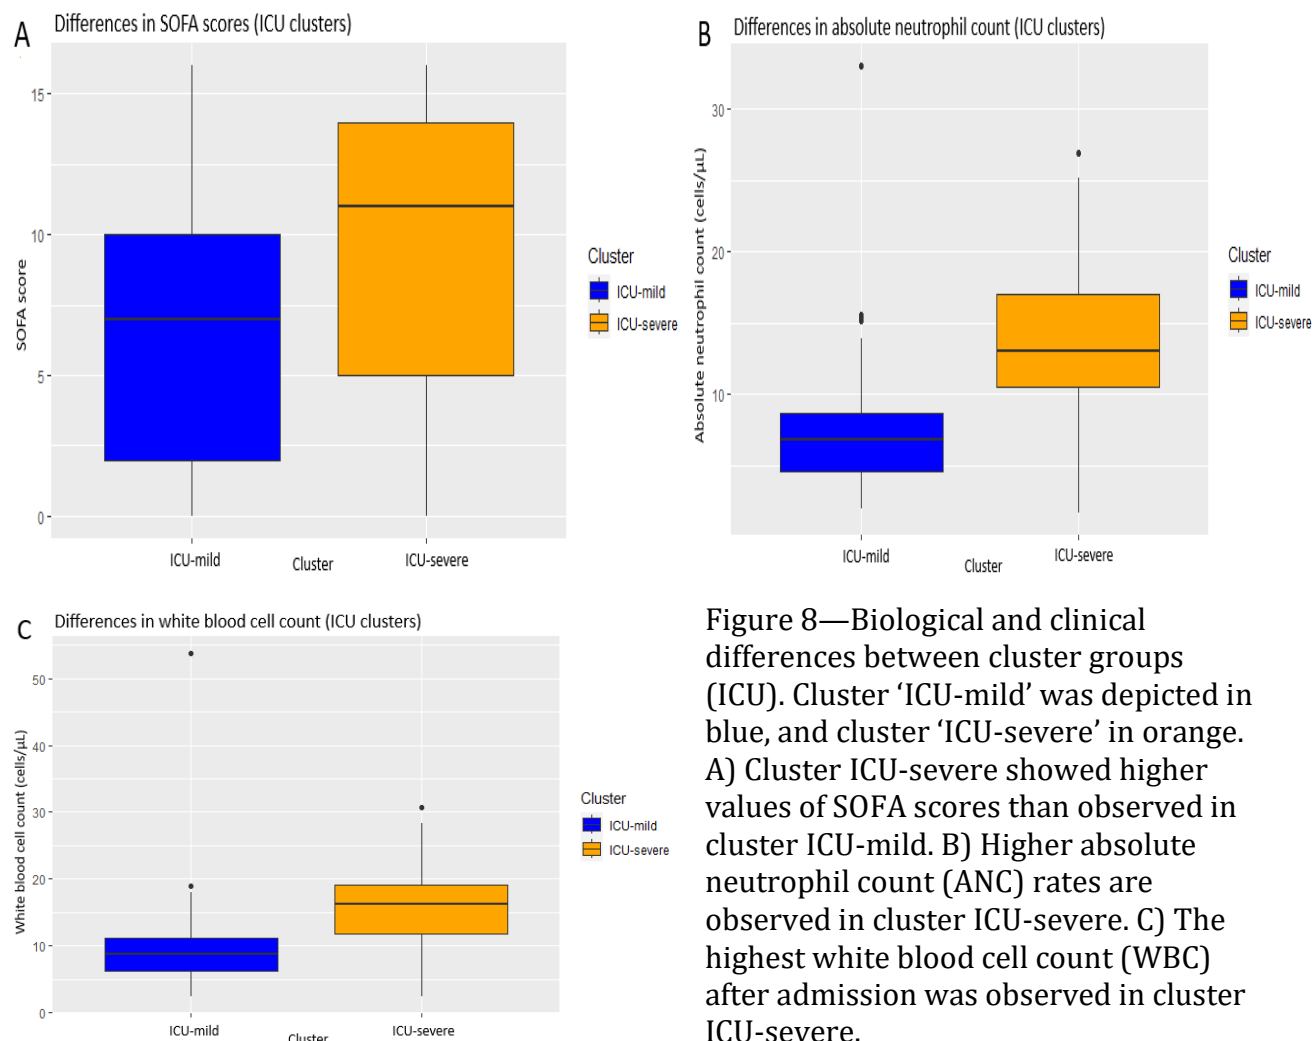 A
Differences in SOFA scores (ICU clusters)
15
10
5
0
SOFA score
ICU-mild
Cluster
ICU-severe
Cluster
ICU-mild
ICU-severe
B
Differences in absolute neutrophil count (ICU clusters)
30
20
10
Absolute neutrophil count (cells/μL)
ICU-mild
Cluster
ICU-severe
Cluster
ICU-mild
ICU-severe
C
Differences in white blood cell count (ICU clusters)
50
40
30
20
10
0
White blood cell count (cells/μL)
ICU-mild
Cluster
ICU-severe
Cluster
ICU-mild
ICU-severe
Figure 8—Biological and clinical
differences between cluster groups
(ICU). Cluster ‘ICU-mild’ was depicted in
blue, and cluster ‘ICU-severe’ in orange.
A) Cluster ICU-severe showed higher
values of SOFA scores than observed in
cluster ICU-mild. B) Higher absolute
neutrophil count (ANC) rates are
observed in cluster ICU-severe. C) The
highest white blood cell count (WBC)
after admission was observed in cluster
ICU-severe.